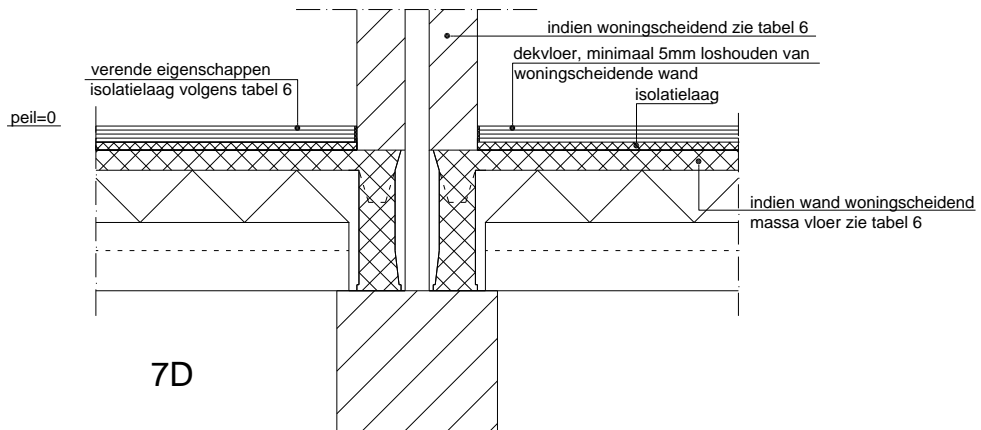 indien woningscheidend zie tabel 6
dekvloer, minimaal 5mm loshouden van
woningscheidende wand
isolatielaag
verende eigenschappen
isolatielaag volgens tabel 6
peil=0
indien wand woningscheidend
massa vloer zie tabel 6
7D